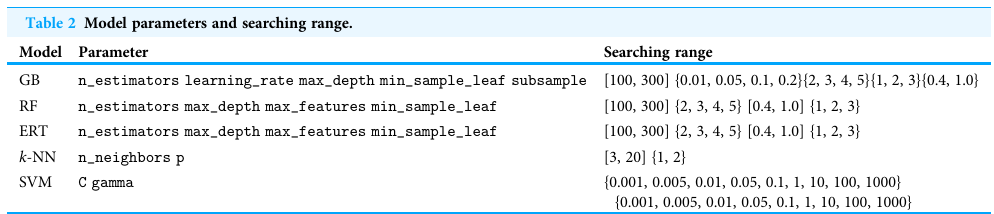 Table 2 Model parameters and searching range.
Model Parameter Searching range
GB n_estimators learning_rate max_depth min_sample_leaf subsample [100, 300] {0.01, 0.05, 0.1, 0.2}{2, 3, 4, 5}{1, 2, 3}{0.4, 1.0}
RF n_estimators max_depth max_features min_sample_leaf [100, 300] {2, 3, 4, 5} [0.4, 1.0] {1, 2, 3}
ERT n_estimators max_depth max_features min_sample_leaf [100, 300] {2, 3, 4, 5} [0.4, 1.0] {1, 2, 3}
k-NN n_neighbors p [3, 20] {1, 2}
SVM C gamma {0.001, 0.005, 0.01, 0.05, 0.1, 1, 10, 100, 1000}
{0.001, 0.005, 0.01, 0.05, 0.1, 1, 10, 100, 1000}